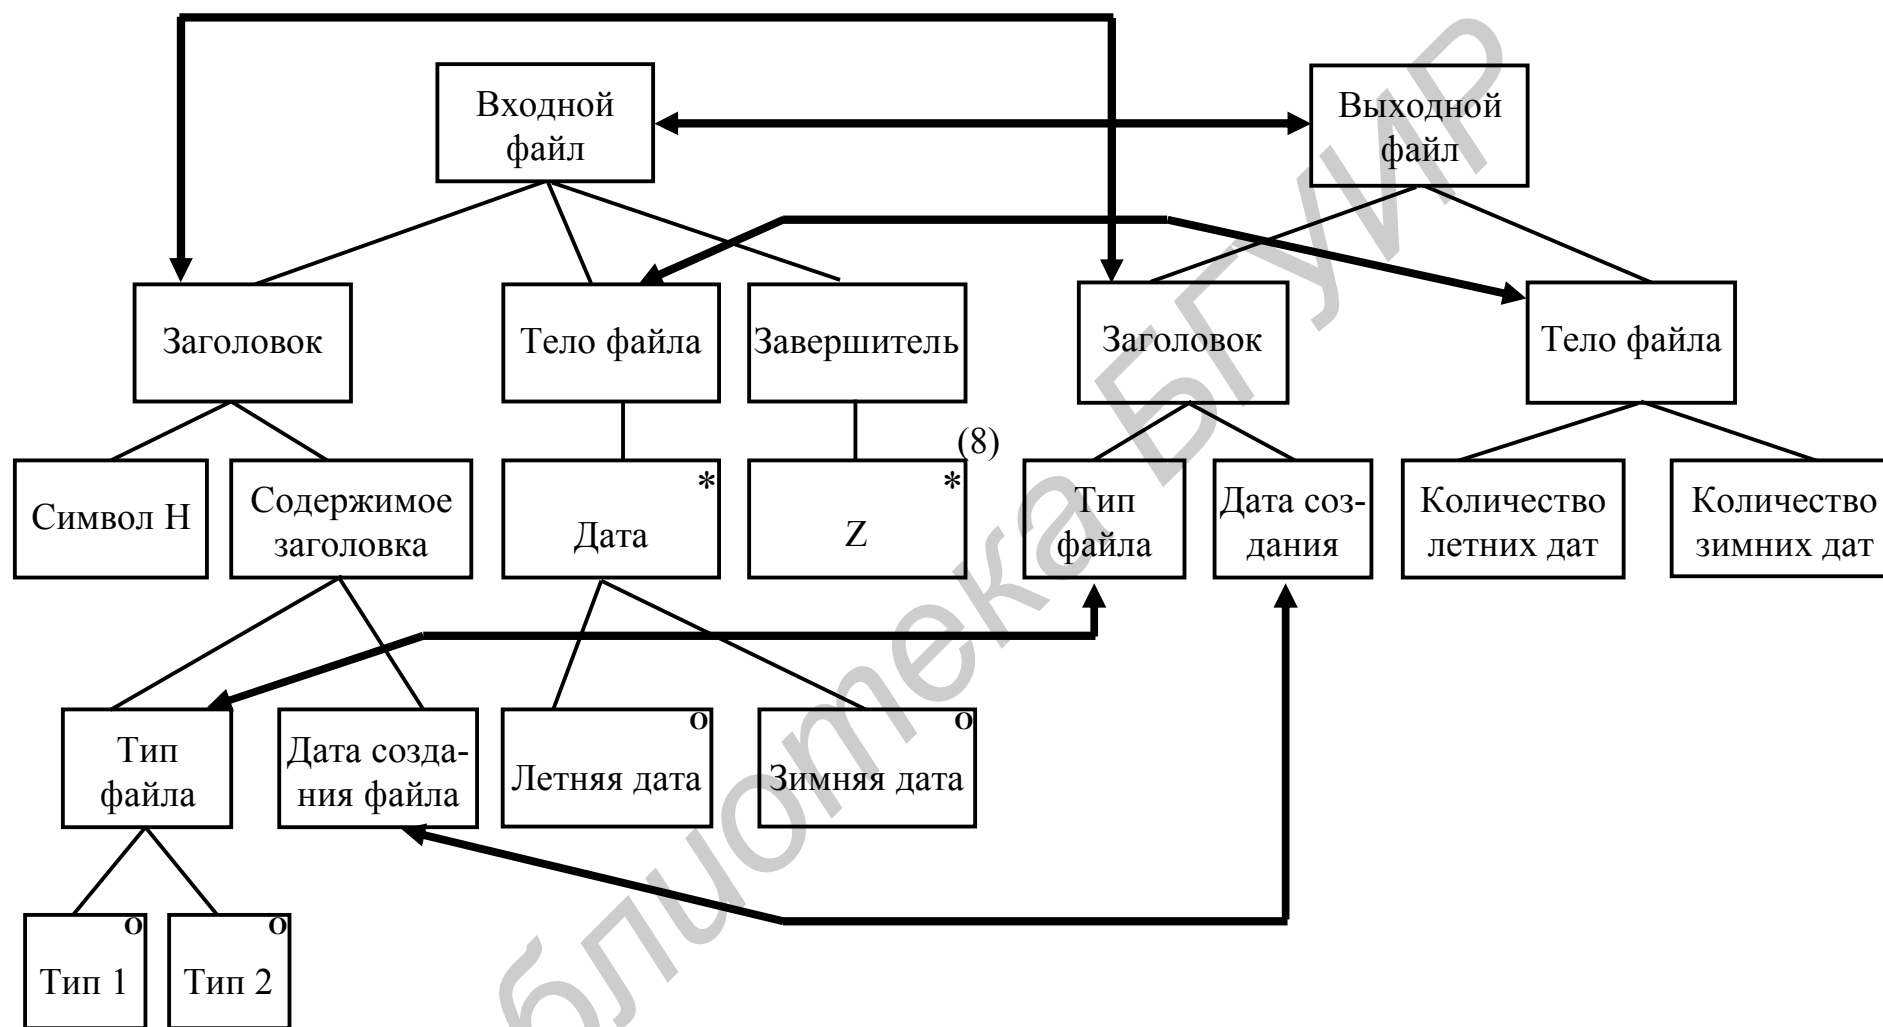 Входной
файл
Выходной
файл
Заголовок
Тело файла
Завершитель
Заголовок
Тело файла
(8)
Символ Н
Содержимое
заголовка
*
Дата
*
Z
Тип
файла
Дата соз-
дания
Количество
летних дат
Количество
зимних дат
Тип
файла
Дата созда-
ния файла
о
Летняя дата
о
Зимняя дата
о
Тип 1
о
Тип 2
блиотека БГУИР